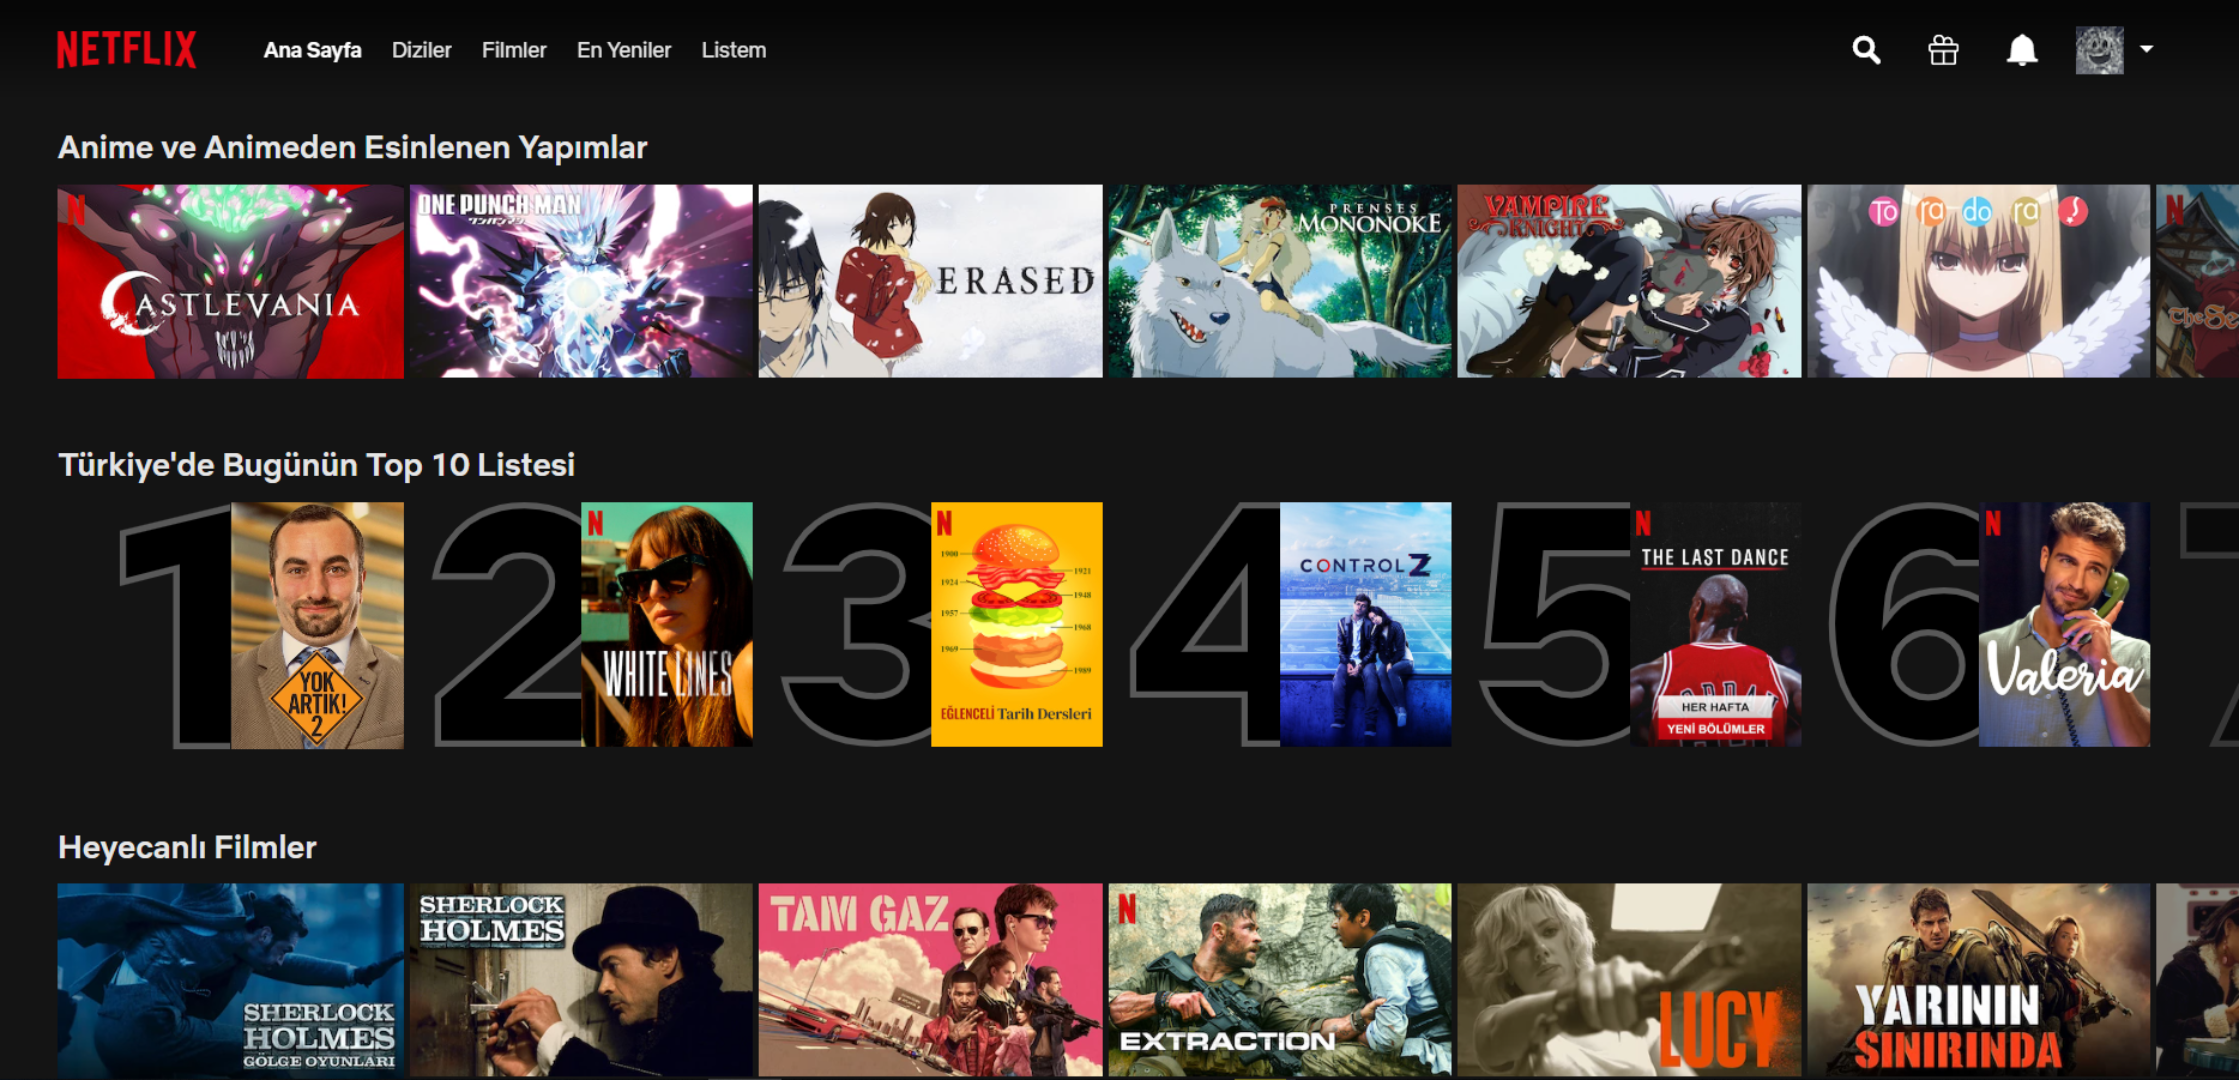 NETFLIX
Ana Sayfa Diziler Filmler En Yeniler Listem
Anime ve Animeden Esinlenen Yapımlar
N
CASTLEVANIA
ONE PUNCH MAN
ワンパンマン
ERASED
PRENSES
MONONOKE
VAMPIRE
KNIGHT
To ra do ra
N
The Se
Türkiye'de Bugünün Top 10 Listesi
1
YOK
ARTIK!
2
2
N
WHITE LINES
3
N
1900
1921
1924
1948
1957
1968
1969
1989
EĞLENCELİ Tarih Dersleri
4
CONTROL Z
5
N
THE LAST DANCE
HER HAFTA
YENİ BÖLÜMLER
6
N
Valeria
7
Heyecanlı Filmler
SHERLOCK
HOLMES
GÖLGE OYUNLARI
SHERLOCK
HOLMES
TAM GAZ
N
EXTRACTION
LUCY
YARININ
SINIRINDA